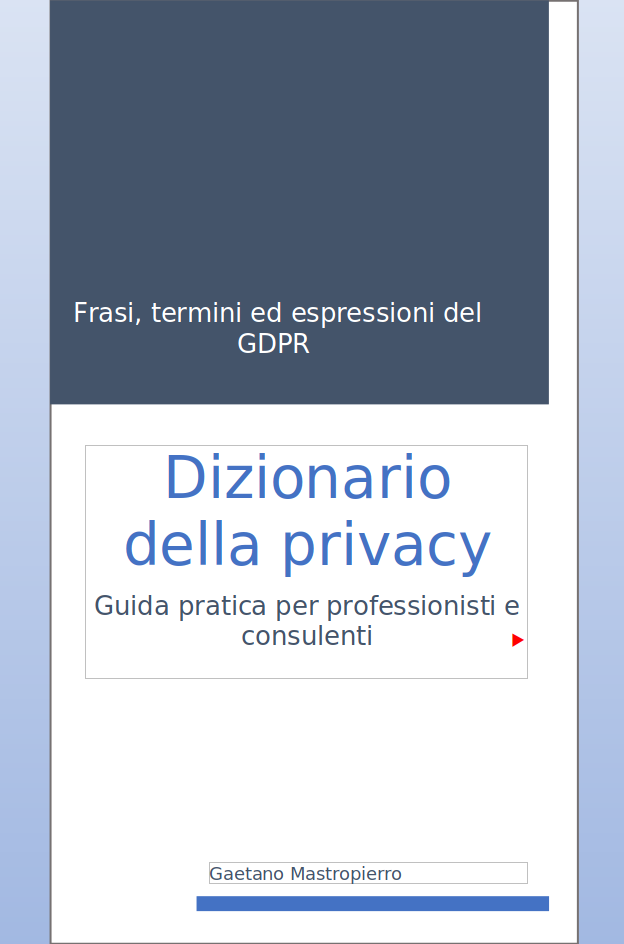 Frasi, termini ed espressioni del
GDPR
Dizionario
della privacy
Guida pratica per professionisti e
consulenti
Gaetano Mastropierro